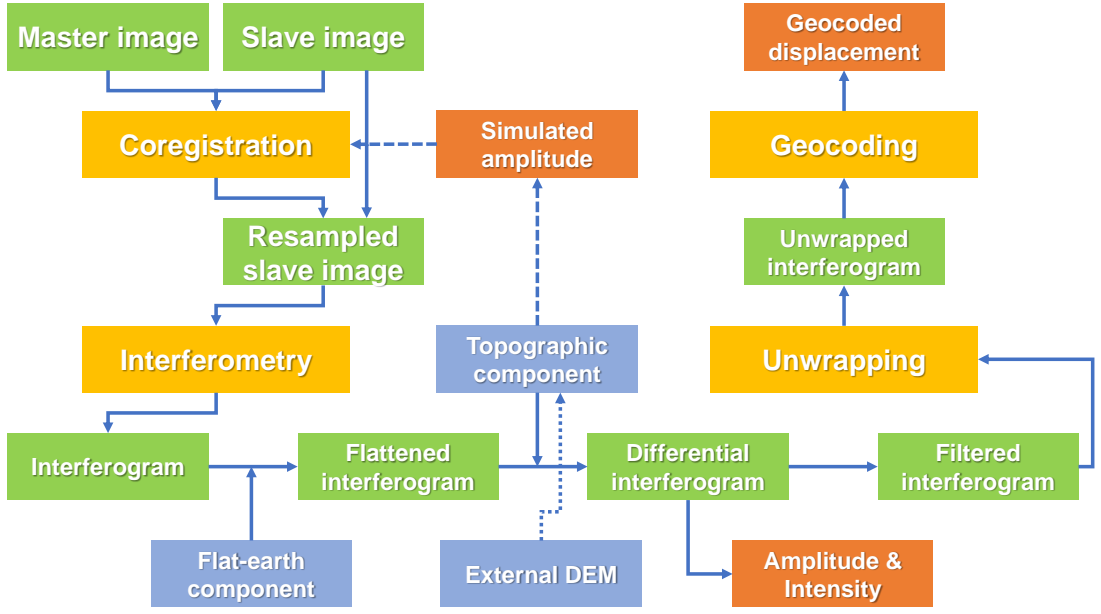 Master image
Slave image
Geocoded
displacement
Coregistration
Simulated
amplitude
Geocoding
Resampled
slave image
Unwrapped
interferogram
Interferometry
Topographic
component
Unwrapping
Interferogram
Flattened
interferogram
Differential
interferogram
Filtered
interferogram
Flat-earth
component
External DEM
Amplitude &
Intensity